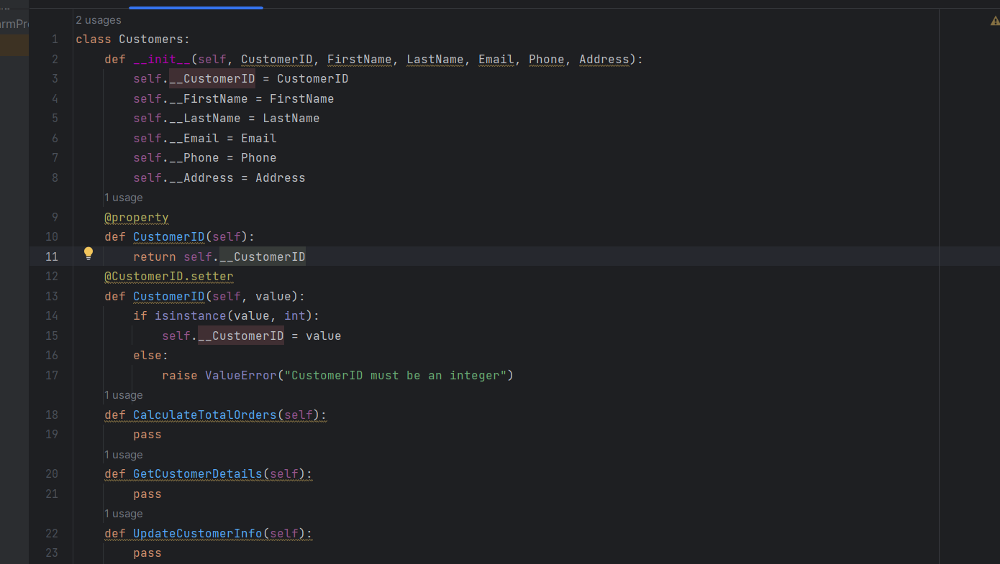 armPro
2 usages
1 class Customers:
2 def __init__(self, CustomerID, FirstName, LastName, Email, Phone, Address):
3 self.__CustomerID = CustomerID
4 self.__FirstName = FirstName
5 self.__LastName = LastName
6 self.__Email = Email
7 self.__Phone = Phone
8 self.__Address = Address
1 usage
9 @property
10 def CustomerID(self):
11 return self.__CustomerID
12 @CustomerID.setter
13 def CustomerID(self, value):
14 if isinstance(value, int):
15 self.__CustomerID = value
16 else:
17 raise ValueError("CustomerID must be an integer")
1 usage
18 def CalculateTotalOrders(self):
19 pass
1 usage
20 def GetCustomerDetails(self):
21 pass
1 usage
22 def UpdateCustomerInfo(self):
23 pass